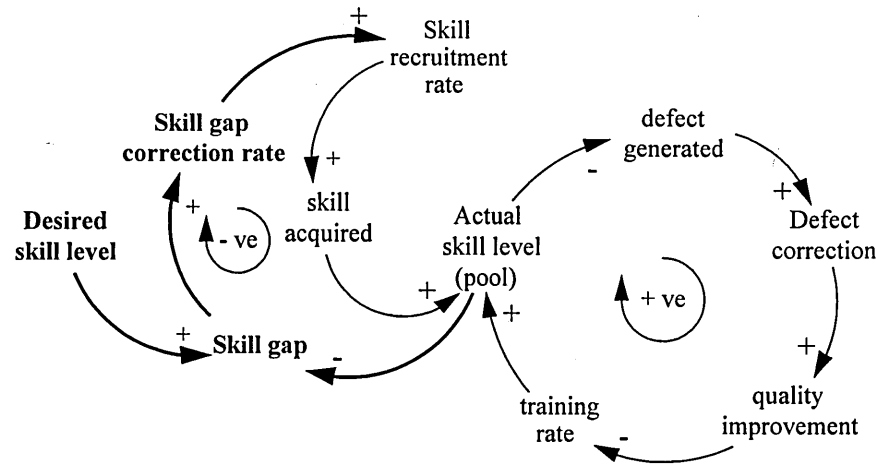 +
Skill
recruitment
rate
Skill gap
correction rate
+
defect
generated
-
+
Desired
skill level
+
- ve
skill
acquired
Actual
skill level
(pool)
Defect
correction
+
+
+ ve
+
Skill gap
-
+
training
rate
-
quality
improvement